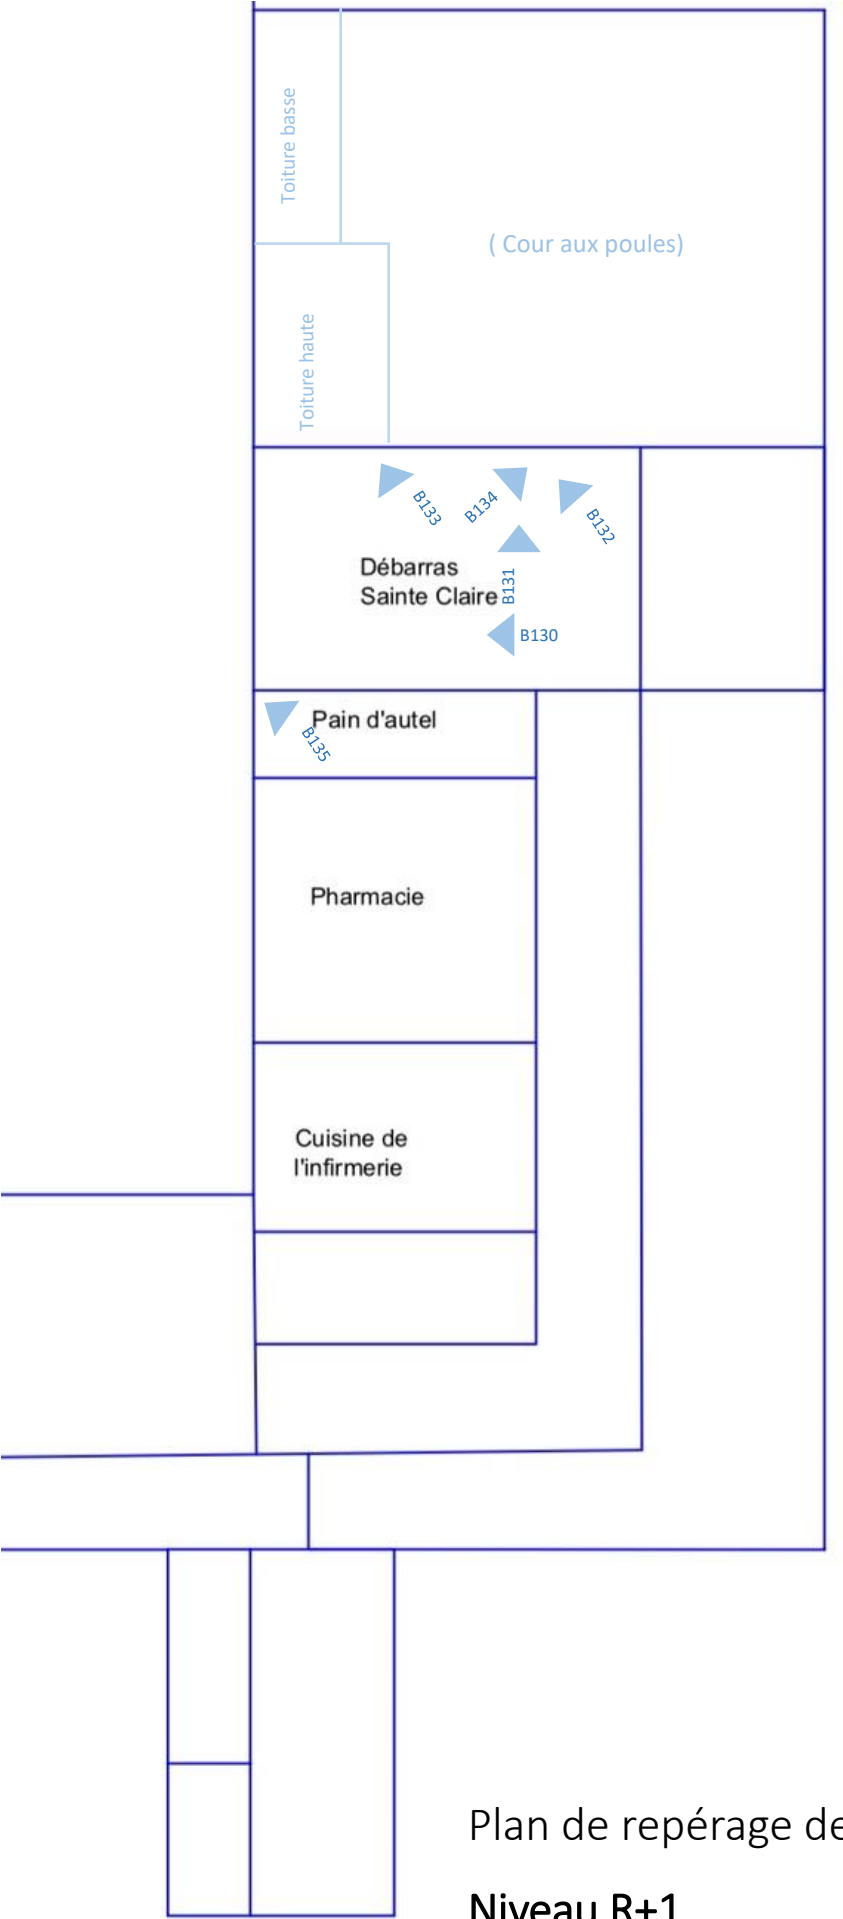 Toiture basse
( Cour aux poules)
Toiture haute
B133
B134
B132
Débarras
Sainte Claire
B131
B130
Pain d'autel
B135
Pharmacie
Cuisine de
l'infirmerie
Plan de repérage de
Niveau R+1